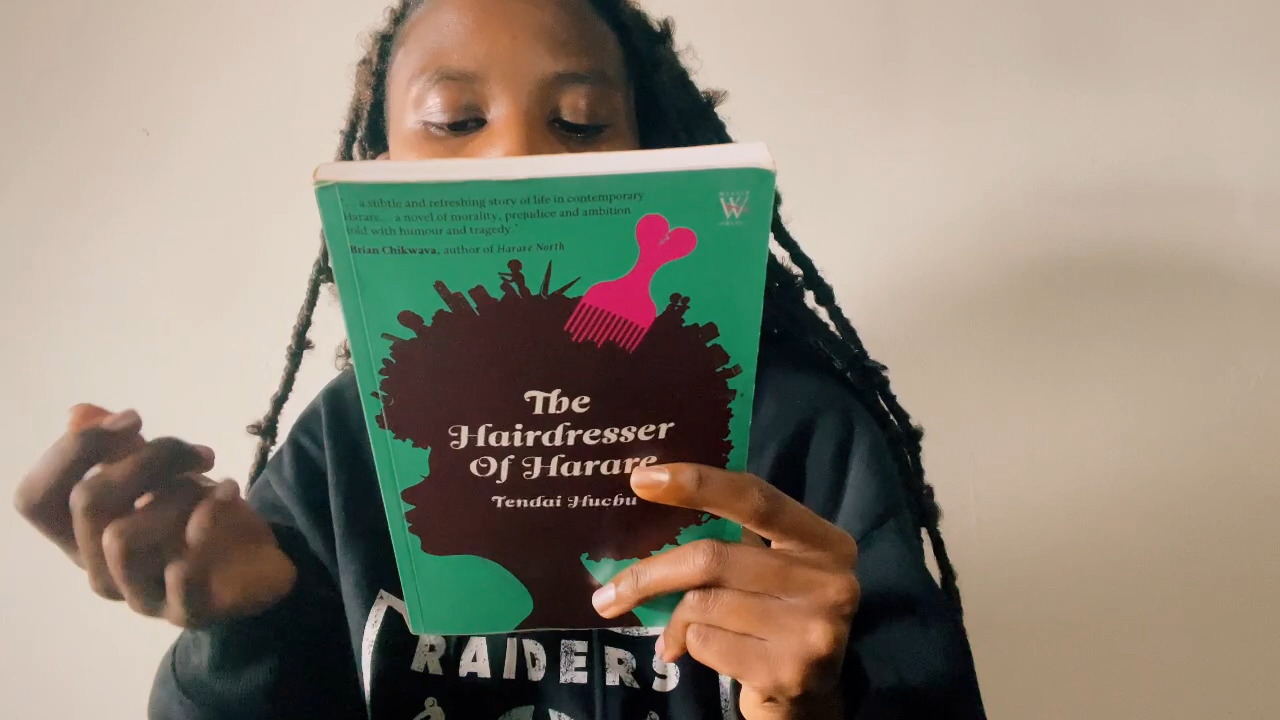 ... a subtle and refreshing story of life in contemporary
Harare... a novel of morality, prejudice and ambition
told with humour and tragedy.'
Brian Chikwava, author of Harare North
W
The
Hairdresser
Of Harare
Tendai Huchu
RAIDERS